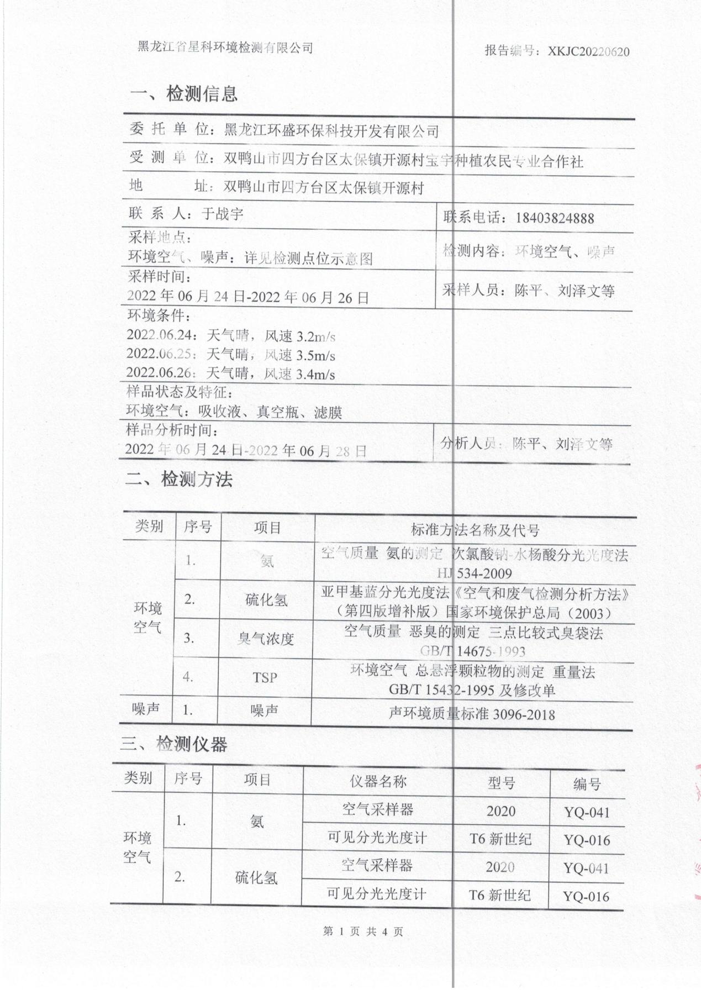 黑龙江省星科环境检测有限公司
报告编号：XKJC20220620
一、检测信息
委 托 单 位：黑龙江环盛环保科技开发有限公司
受 测 单 位：双鸭山市四方台区太保镇开源村宝宇种植农民专业合作社
地 址：双鸭山市四方台区太保镇开源村
联 系 人：于战宇
联系电话：18403824888
采样地点：
环境空气、噪声：详见检测点位示意图
检测内容：环境空气、噪声
采样时间：
2022 年 06 月 24 日-2022 年 06 月 26 日
采样人员：陈平、刘泽文等
环境条件：
2022.06.24：天气晴，风速 3.2m/s
2022.06.25：天气晴，风速 3.5m/s
2022.06.26：天气晴，风速 3.4m/s
样品状态及特征：
环境空气：吸收液、真空瓶、滤膜
样品分析时间：
2022 年 06 月 24 日-2022 年 06 月 28 日
分析人员：陈平、刘泽文等
二、检测方法
类别 序号 项目 标准方法名称及代号
环境
空气
1. 氨
空气质量 氨的测定 次氯酸钠-水杨酸分光光度法
HJ 534-2009
2. 硫化氢
亚甲基蓝分光光度法《空气和废气检测分析方法》
（第四版增补版）国家环境保护总局（2003）
3. 臭气浓度
空气质量 恶臭的测定 三点比较式臭袋法
GB/T 14675-1993
4. TSP
环境空气 总悬浮颗粒物的测定 重量法
GB/T 15432-1995 及修改单
噪声 1. 噪声 声环境质量标准 3096-2018
三、检测仪器
类别 序号 项目 仪器名称 型号 编号
环境
空气
1. 氨
空气采样器 2020 YQ-041
可见分光光度计 T6 新世纪 YQ-016
2. 硫化氢
空气采样器 2020 YQ-041
可见分光光度计 T6 新世纪 YQ-016
第 1 页 共 4 页